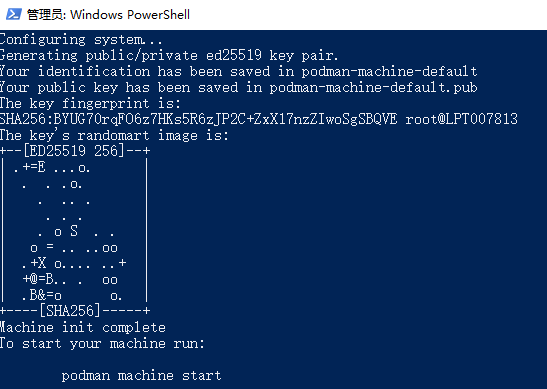 管理员: Windows PowerShell
Configuring system...
Generating public/private ed25519 key pair.
Your identification has been saved in podman-machine-default
Your public key has been saved in podman-machine-default.pub
The key fingerprint is:
SHA256:BYUG70rqFO6z7HKs5R6zJP2C+ZxX17nzZIwoSgSBQVE root@LPT007813
The key's randomart image is:
+--[ED25519 256]--+
| .+=E ...o.      |
|  .  . .o.       |
|    .  .. .      |
|     . . .       |
|    . o S  . .   |
|   o = .. ..oo   |
|  .+X o.... ..+  |
|  +@=B.. .  oo   |
|  .B&=o      o.  |
+----[SHA256]-----+
Machine init complete
To start your machine run:
podman machine start